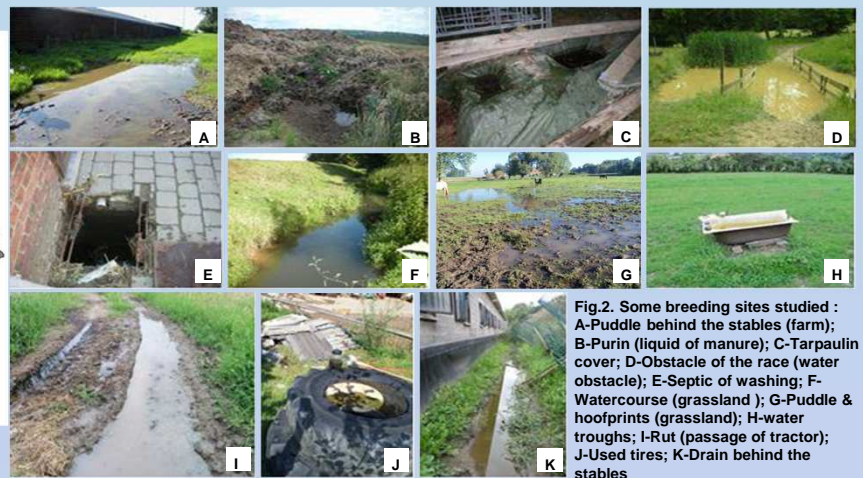 A
B
C
D
E
F
G
H
I
J
K
Fig.2. Some breeding sites studied :
A-Puddle behind the stables (farm);
B-Purin (liquid of manure); C-Tarpaulin
cover; D-Obstacle of the race (water
obstacle); E-Septic of washing; F-
Watercourse (grassland ); G-Puddle &
hoofprints (grassland); H-water
troughs; I-Rut (passage of tractor);
J-Used tires; K-Drain behind the
stables